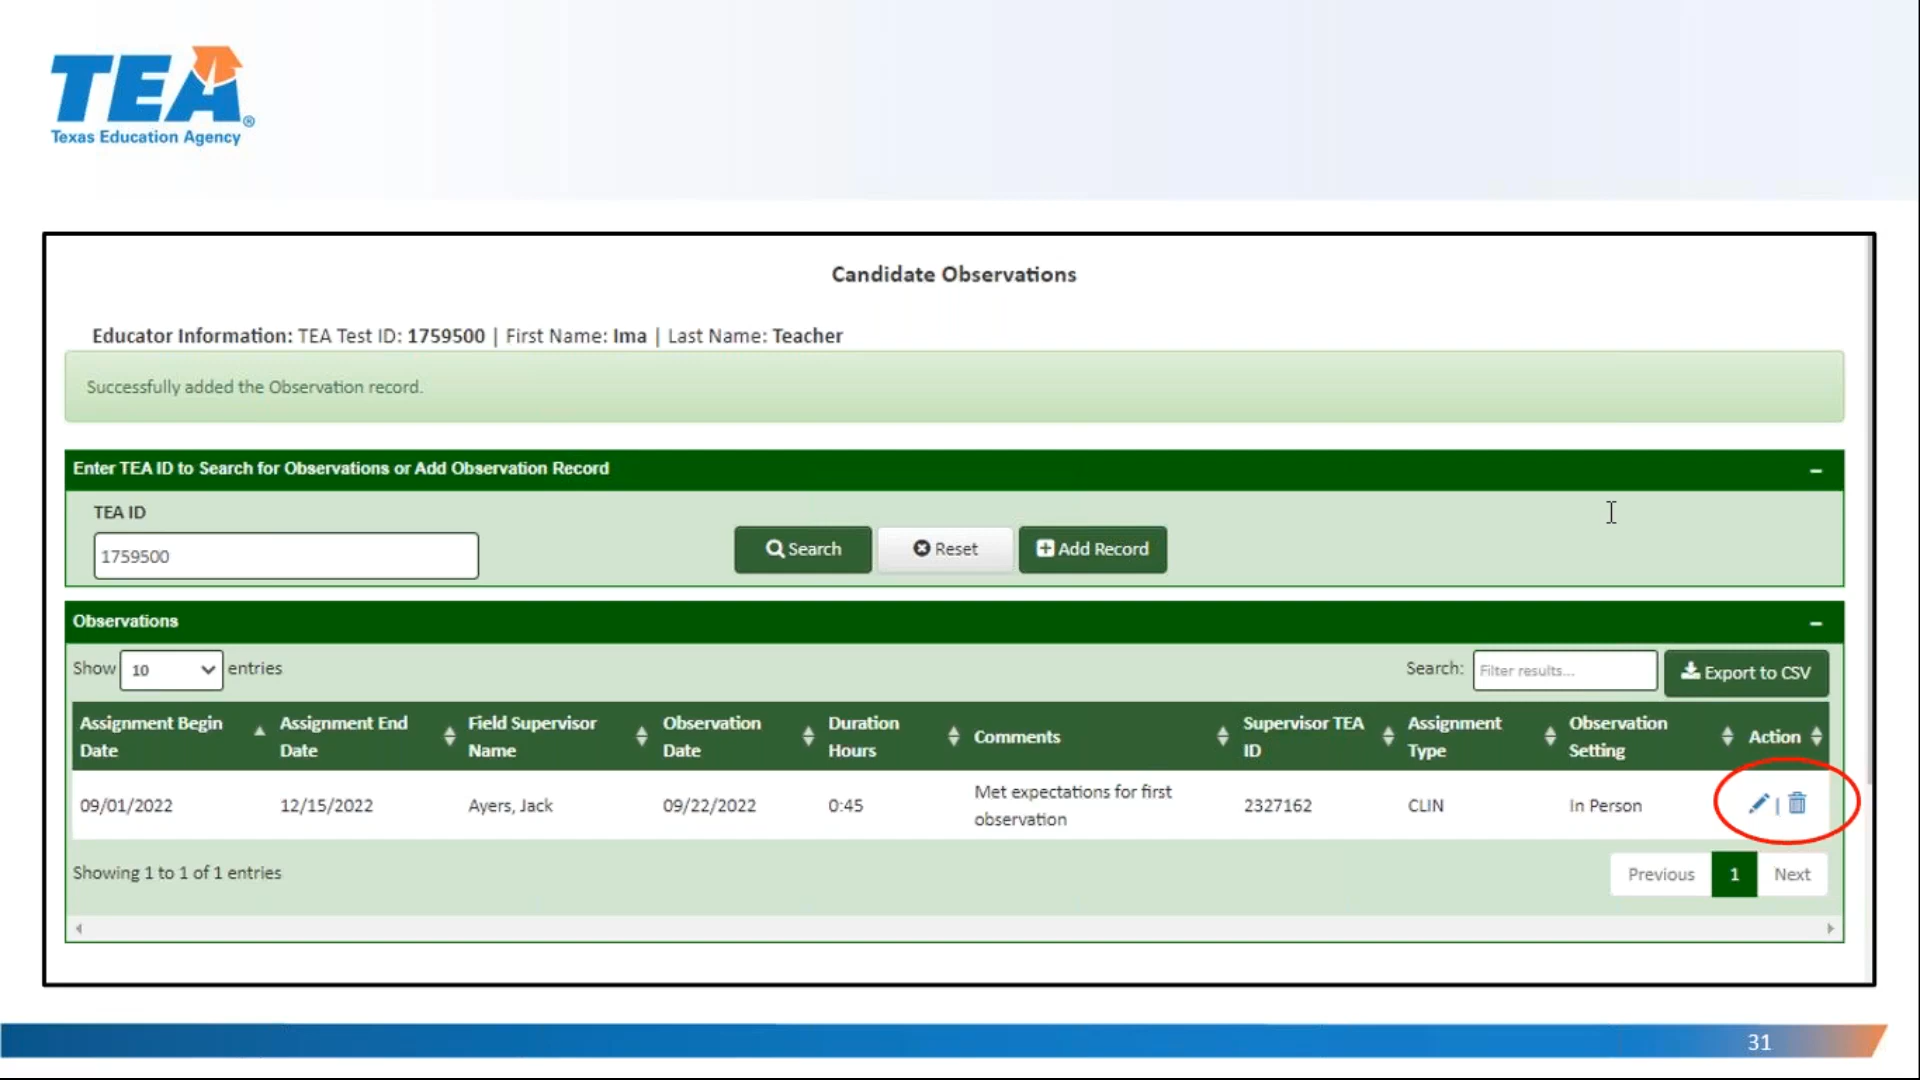 TEA®
Texas Education Agency
Candidate Observations
Educator Information: TEA Test ID: 1759500 | First Name: Ima | Last Name: Teacher
Successfully added the Observation record.
Enter TEA ID to Search for Observations or Add Observation Record
TEA ID
1759500
Search
Reset
Add Record
Observations
Show 10 entries
Search: Filter results...
Export to CSV
Assignment Begin Date
Assignment End Date
Field Supervisor Name
Observation Date
Duration Hours
Comments
Supervisor TEA ID
Assignment Type
Observation Setting
Action
09/01/2022
12/15/2022
Ayers, Jack
09/22/2022
0:45
Met expectations for first
observation
2327162
CLIN
In Person
Showing 1 to 1 of 1 entries
Previous 1 Next
31